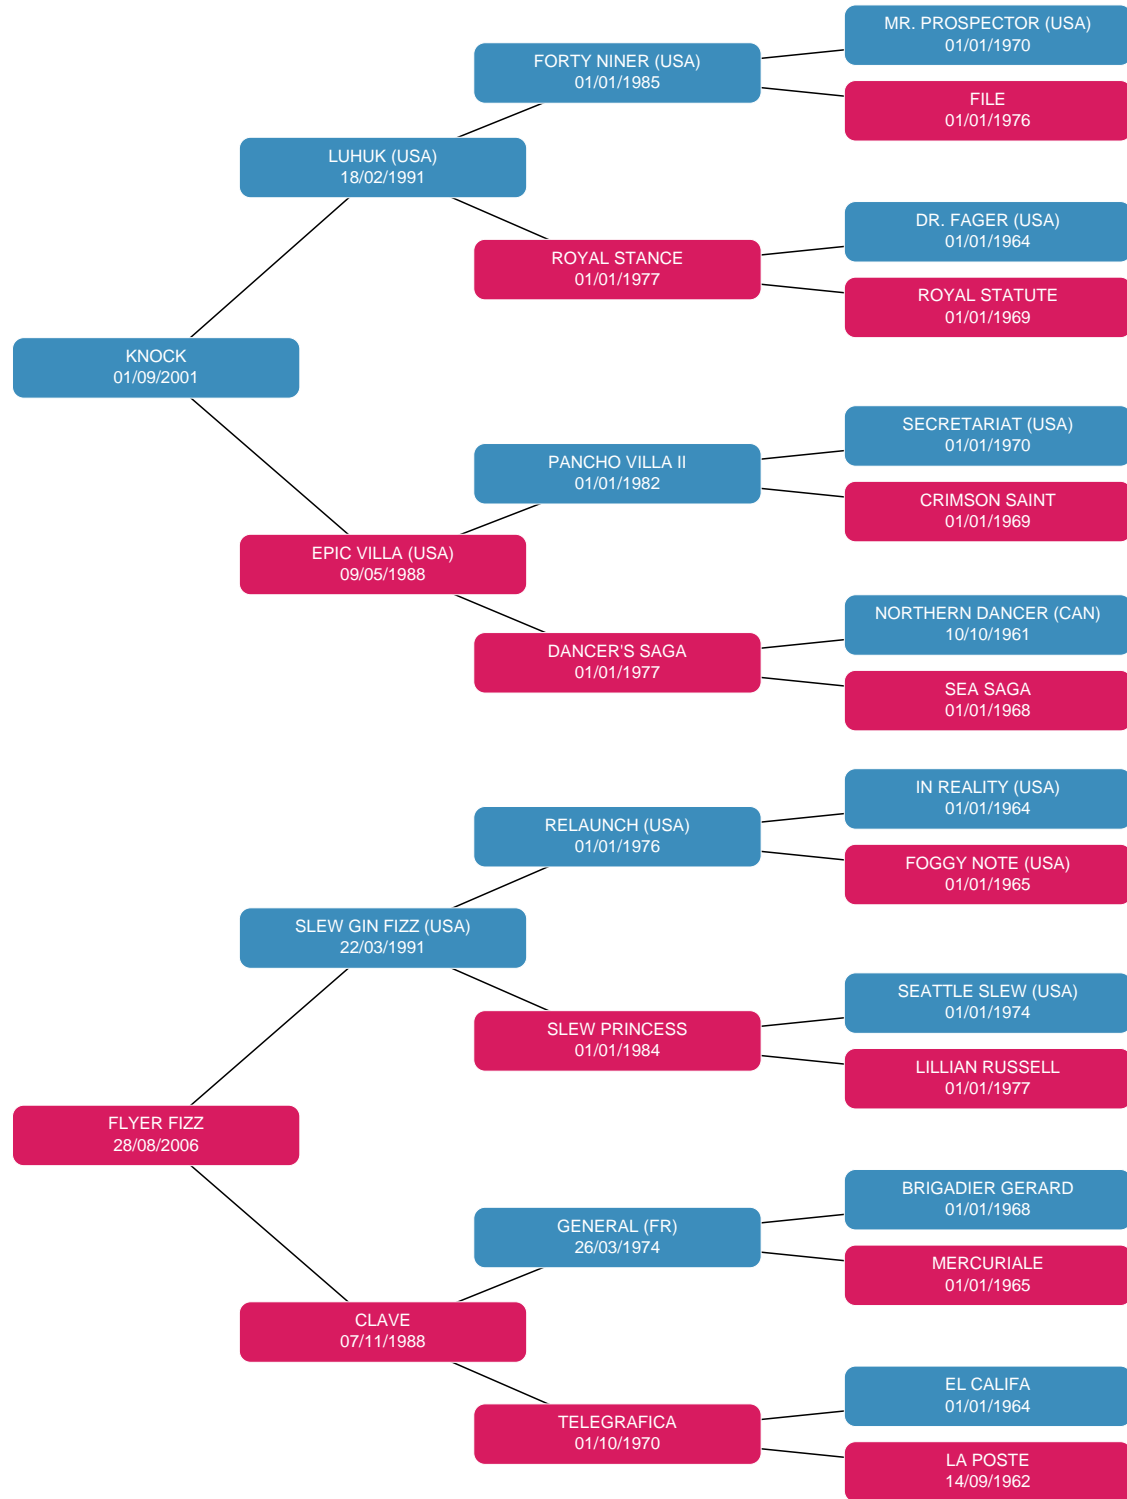 MR. PROSPECTOR (USA)
01/01/1970
FORTY NINER (USA)
01/01/1985
FILE
01/01/1976
LUHUK (USA)
18/02/1991
DR. FAGER (USA)
01/01/1964
ROYAL STANCE
01/01/1977
ROYAL STATUTE
01/01/1969
KNOCK
01/09/2001
SECRETARIAT (USA)
01/01/1970
PANCHO VILLA II
01/01/1982
CRIMSON SAINT
01/01/1969
EPIC VILLA (USA)
09/05/1988
NORTHERN DANCER (CAN)
10/10/1961
DANCER'S SAGA
01/01/1977
SEA SAGA
01/01/1968
IN REALITY (USA)
01/01/1964
RELAUNCH (USA)
01/01/1976
FOGGY NOTE (USA)
01/01/1965
SLEW GIN FIZZ (USA)
22/03/1991
SEATTLE SLEW (USA)
01/01/1974
SLEW PRINCESS
01/01/1984
LILLIAN RUSSELL
01/01/1977
FLYER FIZZ
28/08/2006
BRIGADIER GERARD
01/01/1968
GENERAL (FR)
26/03/1974
MERCURIALE
01/01/1965
CLAVE
07/11/1988
EL CALIFA
01/01/1964
TELEGRAFICA
01/10/1970
LA POSTE
14/09/1962